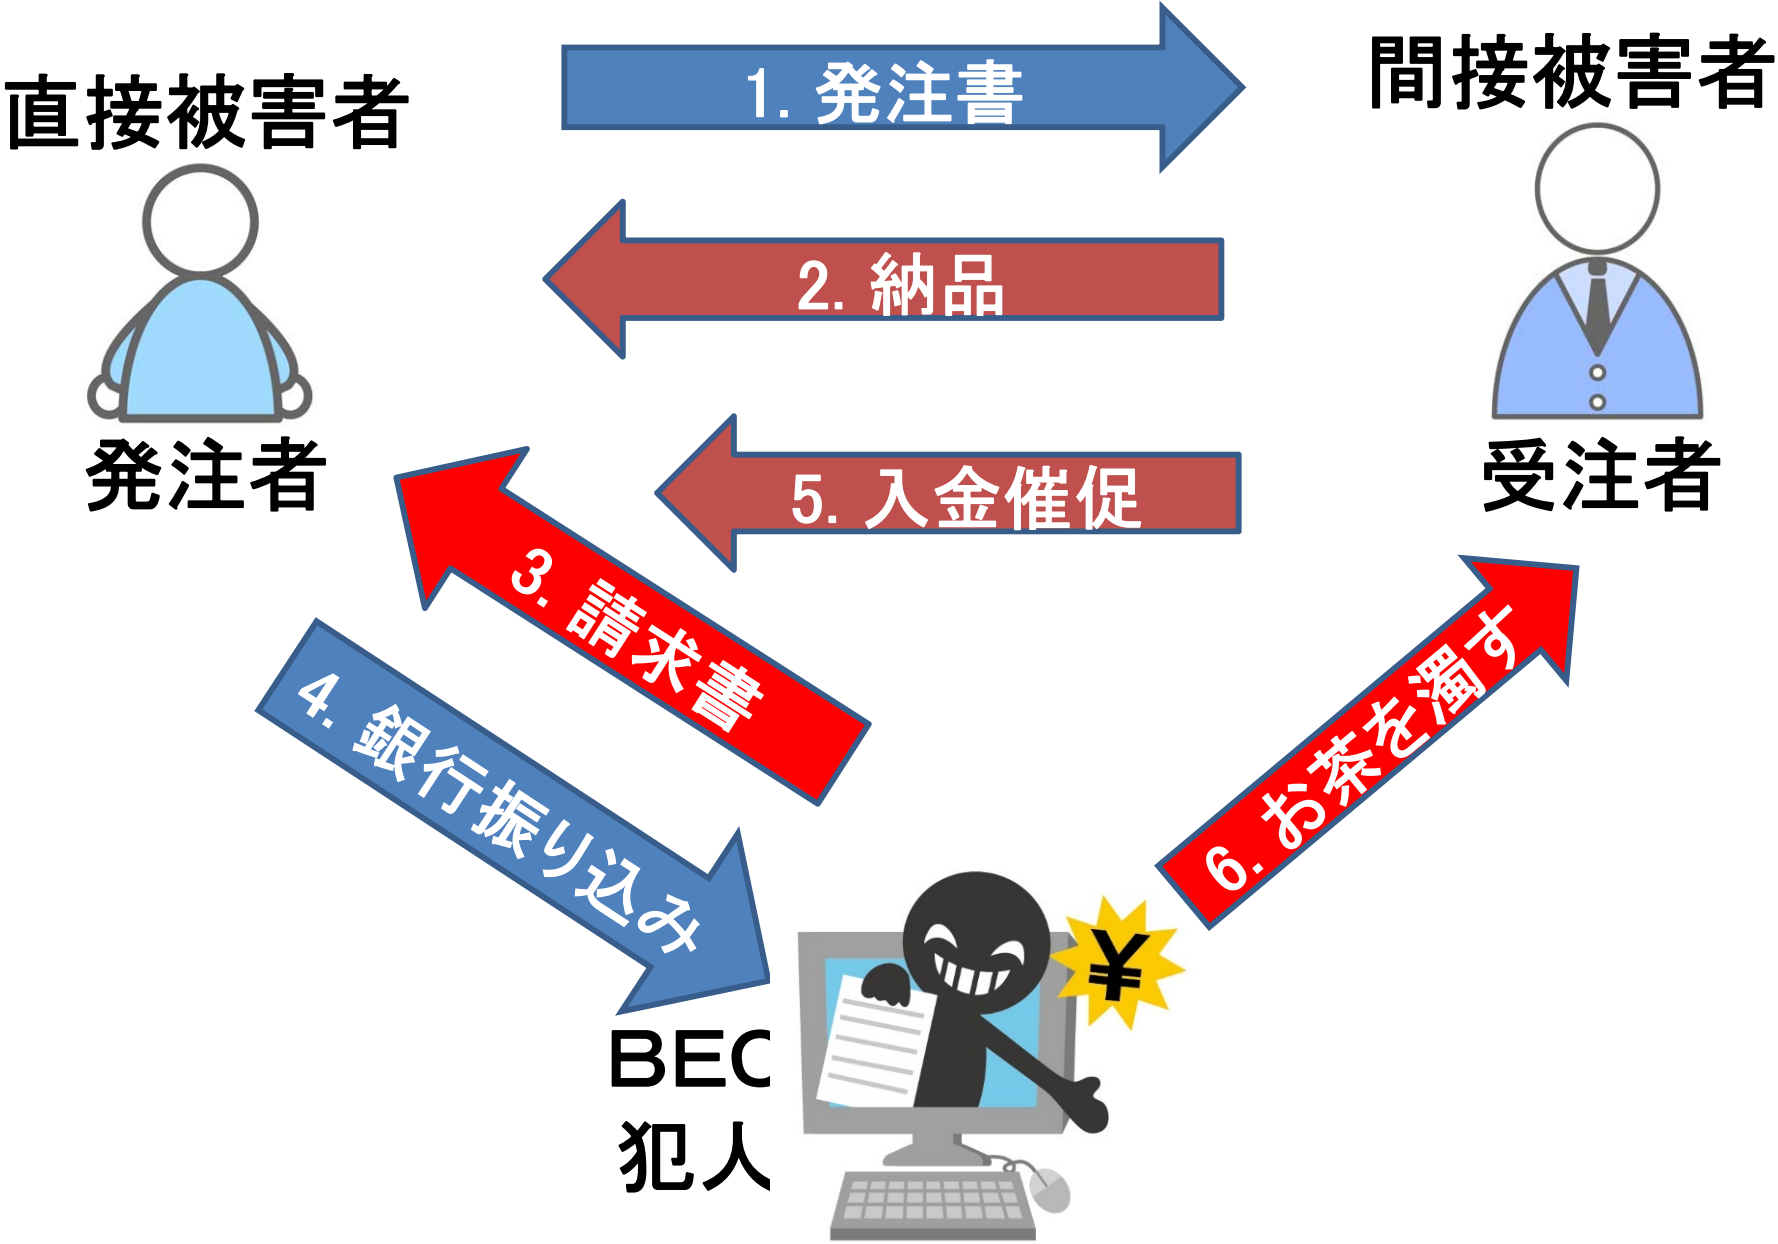 直接被害者
間接被害者
1. 発注書
2. 納品
発注者
受注者
5. 入金催促
3. 請求書
4. 銀行振り込み
6. お茶を濁す
¥
BEC
犯人